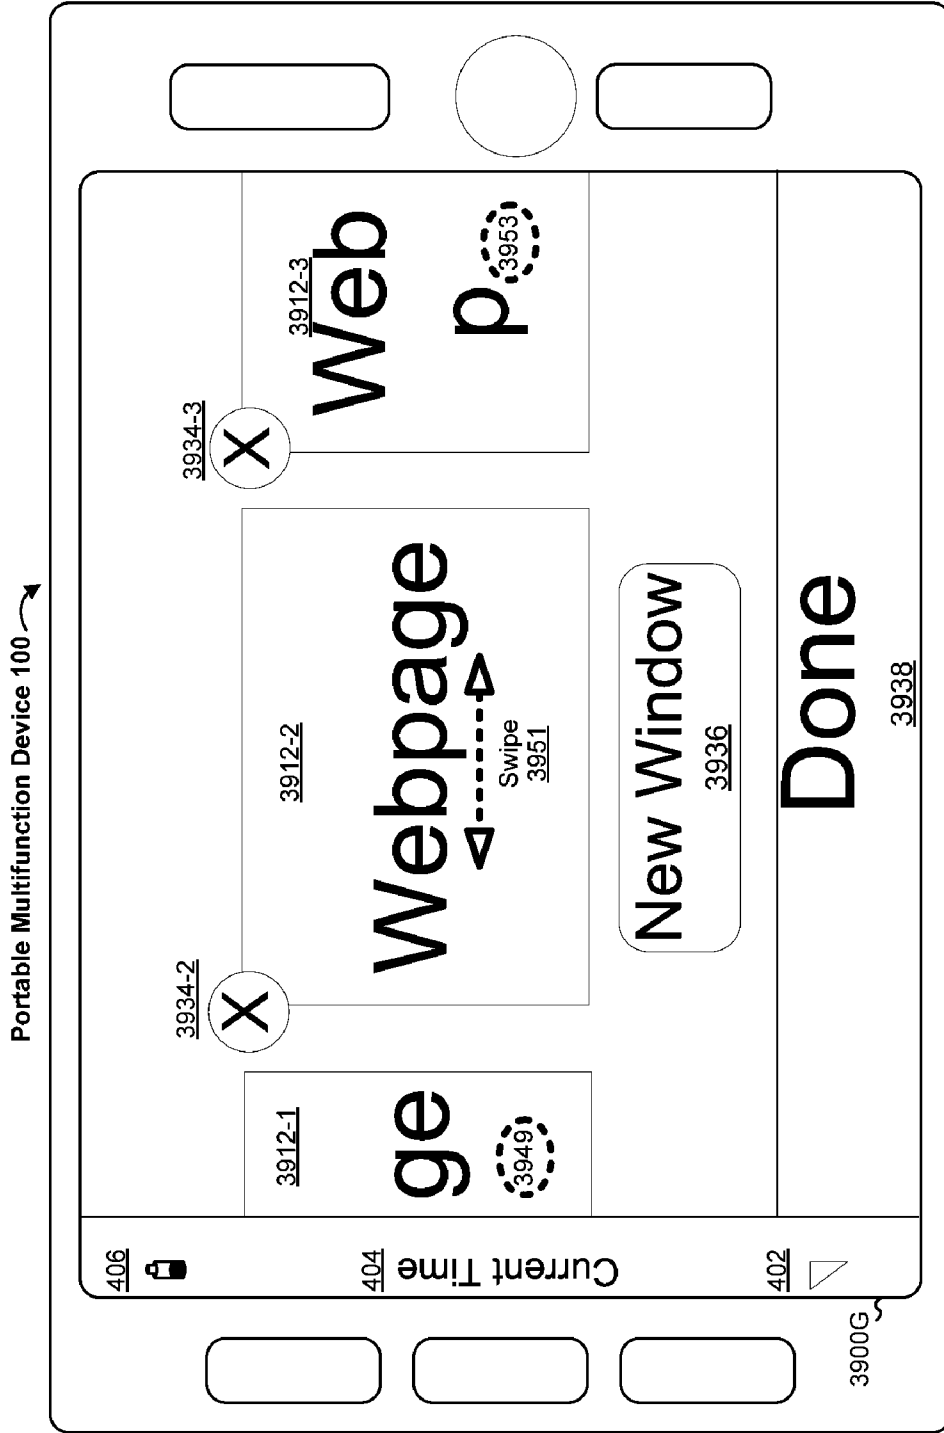 Portable Multifunction Device 100
3934-2
3934-3
X
X
406
3912-1
3912-2
3912-3
404
ge
Webpage
Web
p
Current Time
3949
Swipe
3951
3953
402
New Window
3936
Done
3938
3900G